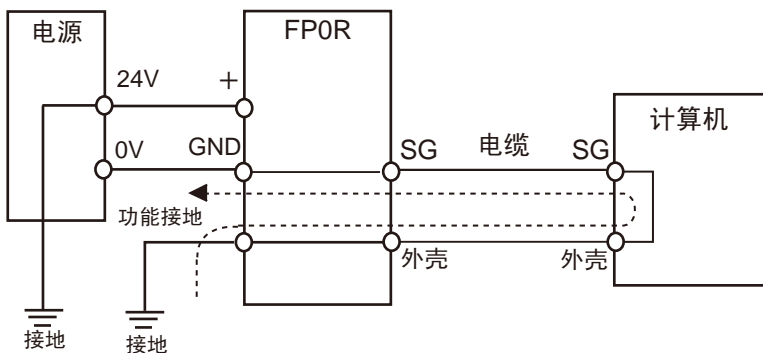 电源
FP0R
24V
+
计算机
0V
GND
SG
电缆
SG
功能接地
外壳
外壳
接地
接地